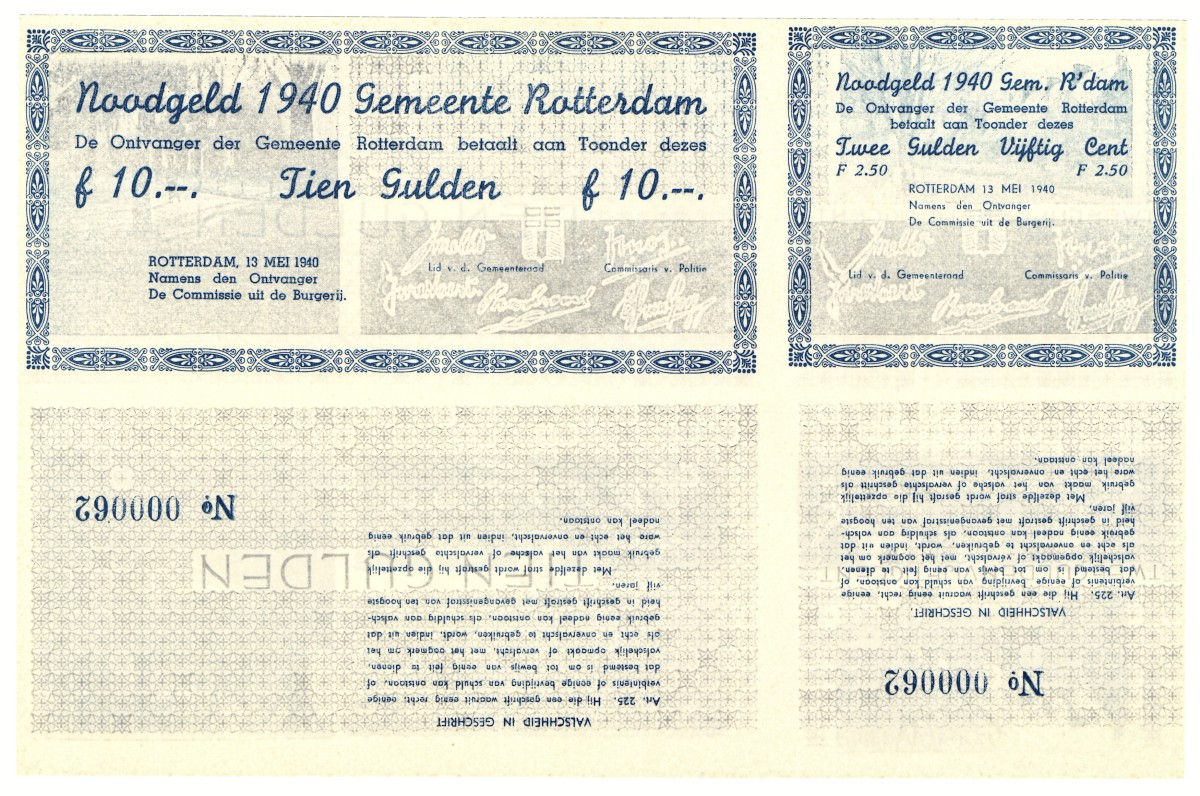 Noodgeld 1940 Gemeente Rotterdam
De Ontvanger der Gemeente Rotterdam betaalt aan Toonder dezes
f 10.--. Tien Gulden f 10.--.
ROTTERDAM, 13 MEI 1940
Namens den Ontvanger
De Commissie uit de Burgerij.
Lid v. d. Gemeenteraad Commissaris v. Politie
Noodgeld 1940 Gem. R'dam
De Ontvanger der Gemeente Rotterdam
betaalt aan Toonder dezes
Twee Gulden Vijftig Cent
F 2.50 F 2.50
ROTTERDAM 13 MEI 1940
Namens den Ontvanger
De Commissie uit de Burgerij.
Lid v. d. Gemeenteraad Commissaris v. Politie
VALSCHHEID IN GESCHRIFT
Art. 225. Hij die een geschrift waaruit eenig recht, eenige
verbintenis of eenige bevrijding van schuld kan ontstaan, of
dat bestemd is om tot bewijs van eenig feit te dienen,
valschelijk opmaakt of vervalcht, met het oogmerk om het
als echt en onvervalscht te gebruiken, wordt, indien uit dat
gebruik eenig nadeel kan ontstaan, als schuldig aan valsch-
heid in geschrift gestraft met gevangenisstraf van ten hoogste
vijf jaren.
Met dezelfde straf wordt gestraft hij die opzettelijk
gebruik maakt van het valsche of vervalschte geschrift als
ware het echt en onvervalscht, indien uit dat gebruik eenig
nadeel kan ontstaan.
TIEN GULDEN
No 000062
No 000062
VALSCHHEID IN GESCHRIFT.
Art. 225. Hij die een geschrift waaruit eenig recht, eenige
verbintenis of eenige bevrijding van schuld kan ontstaan, of
dat bestemd is om tot bewijs van eenig feit te dienen,
valschelijk opgemaakt of vervalscht, met het oogmerk om het
als echt en onvervalscht te gebruiken, wordt, indien uit dat
gebruik eenig nadeel kan ontstaan, als schuldig aan valsch-
heid in geschrift gestraft met gevangenisstraf van ten hoogste
vijf jaren,
Met dezelfde straf wordt gestraft hij die opzettelijk
gebruik maakt van het valsche of vervalschte geschrift als
ware het echt en onvervalscht, indien uit dat gebruik eenig
nadeel kan ontstaan.